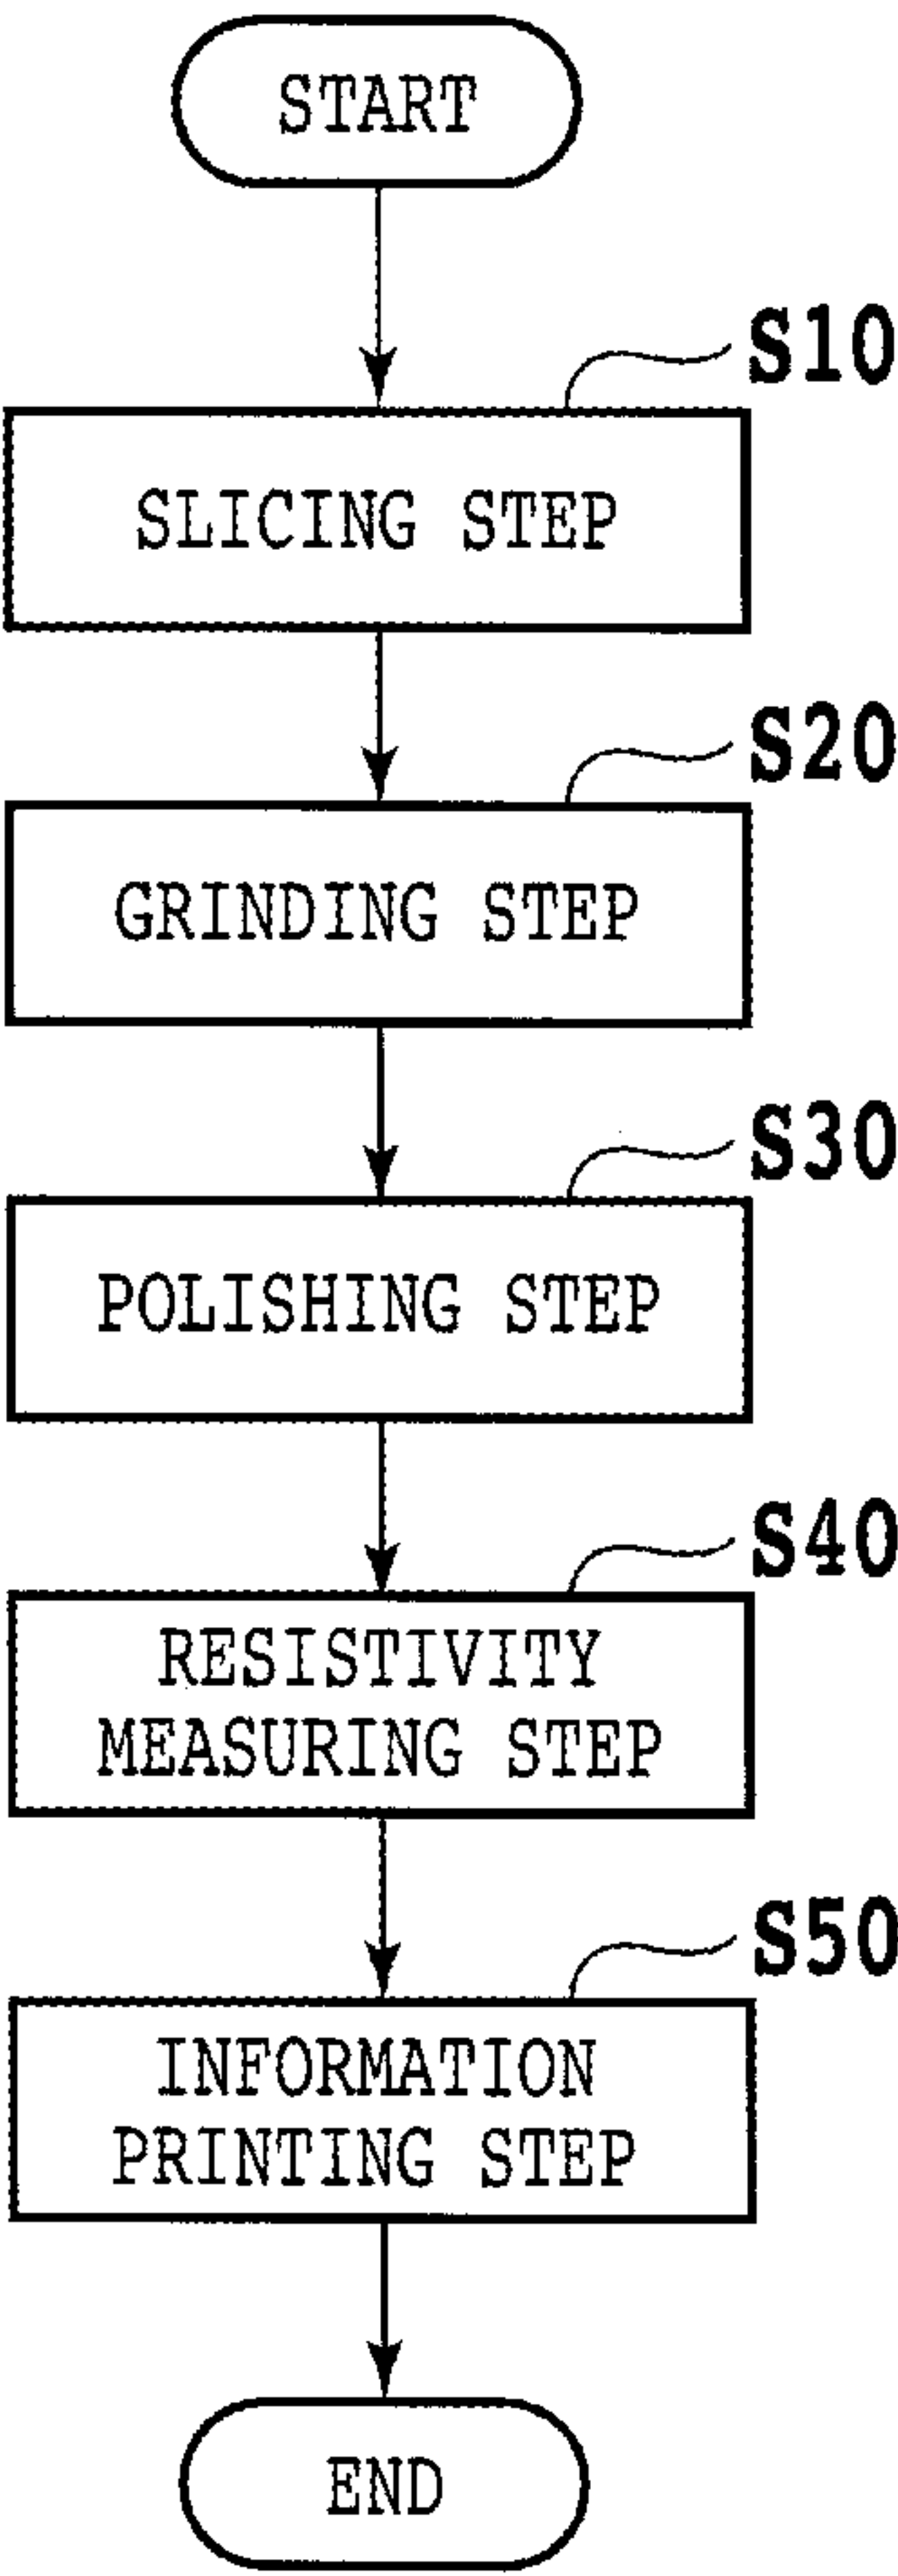 START
S10
SLICING STEP
S20
GRINDING STEP
S30
POLISHING STEP
S40
RESISTIVITY
MEASURING STEP
S50
INFORMATION
PRINTING STEP
END